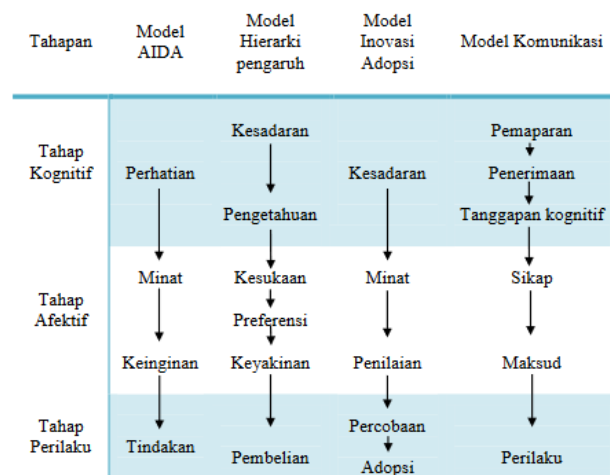 Tahapan
Model
AIDA
Model
Hierarki
pengaruh
Model
Inovasi
Adopsi
Model Komunikasi
Tahap
Kognitif
Perhatian
Kesadaran
Pengetahuan
Kesadaran
Pemaparan
Penerimaan
Tanggapan kognitif
Tahap
Afektif
Minat
Keinginan
Kesukaan
Preferensi
Keyakinan
Minat
Penilaian
Sikap
Maksud
Tahap
Perilaku
Tindakan
Pembelian
Percobaan
Adopsi
Perilaku